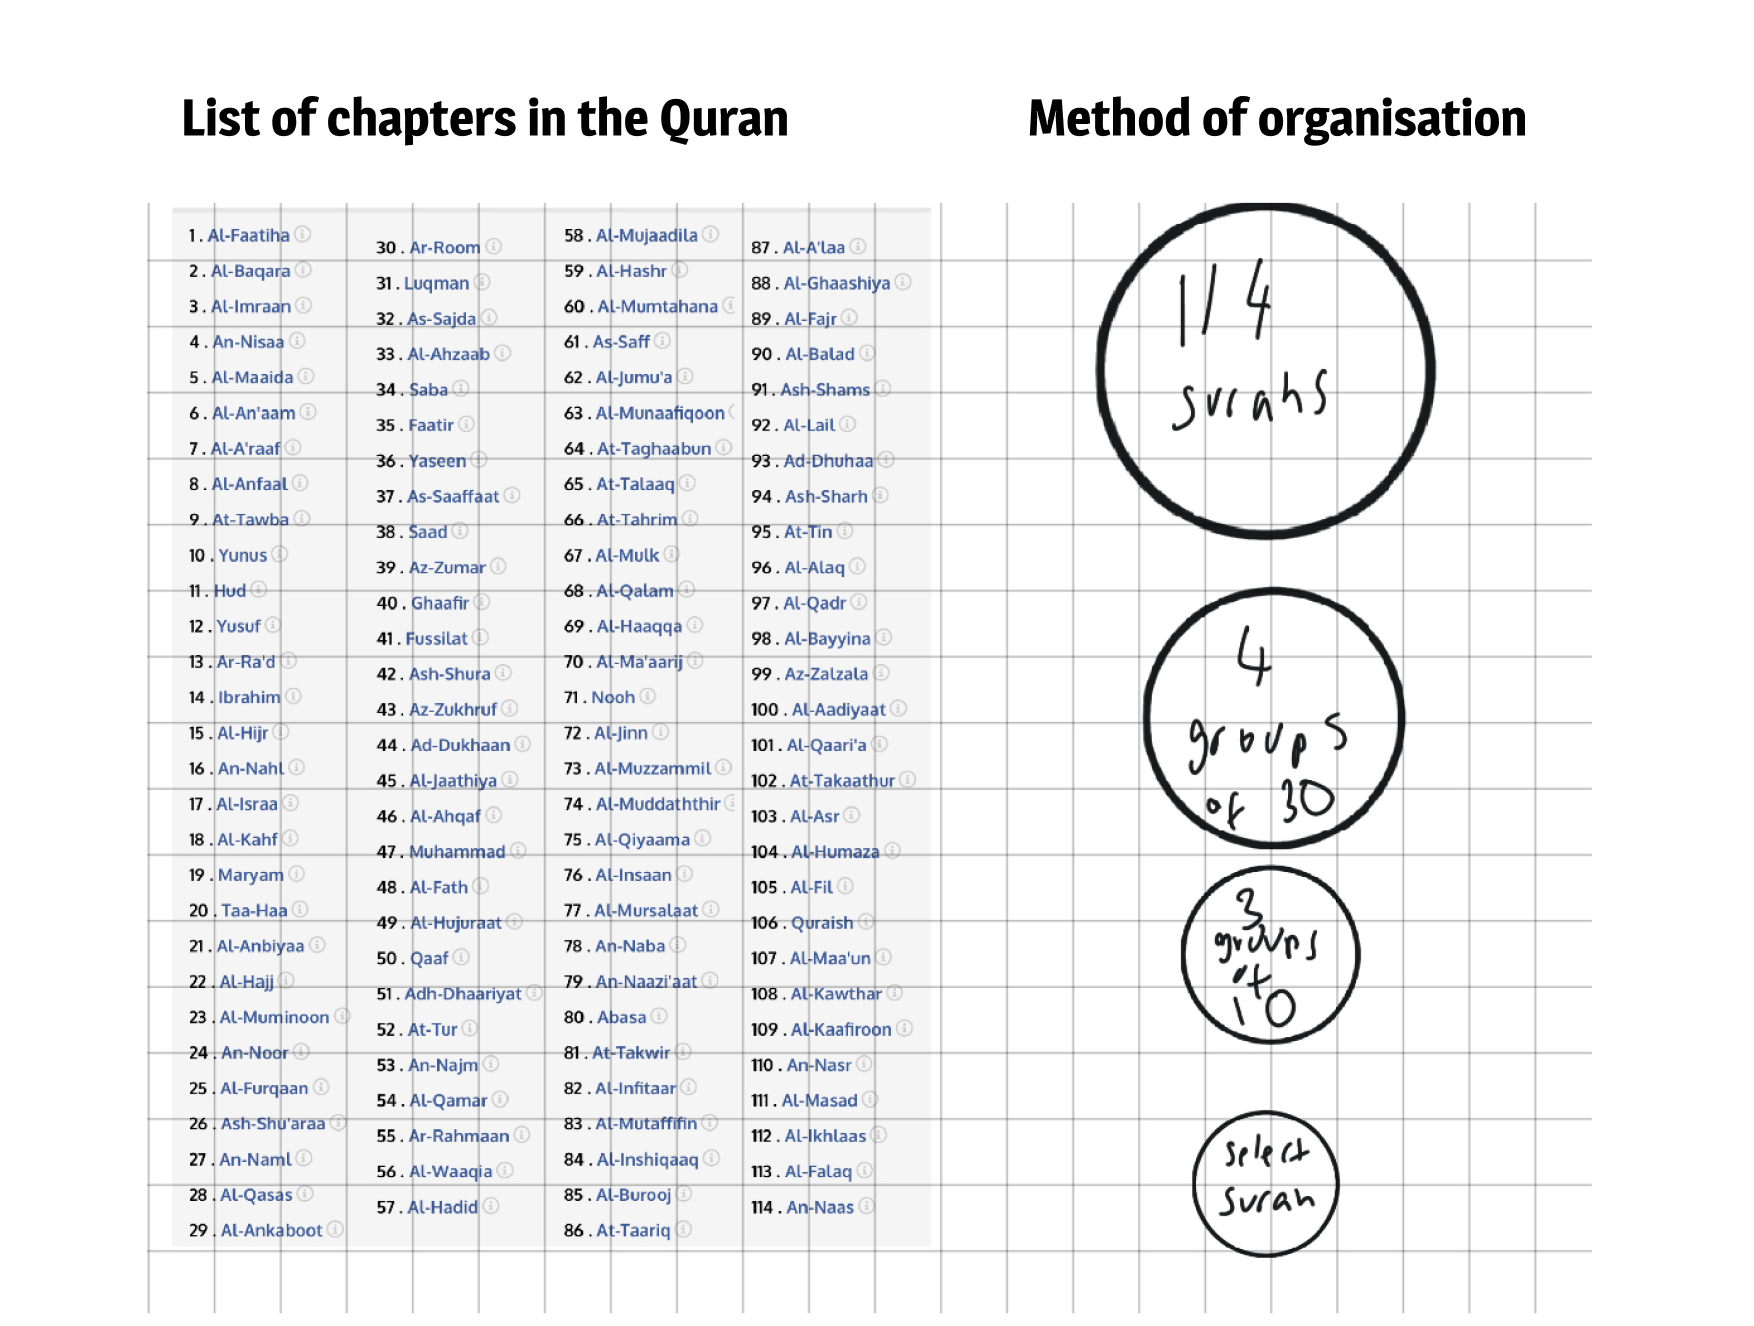 List of chapters in the Quran
Method of organisation
1 . Al-Faatiha
2 . Al-Baqara
3 . Al-Imraan
4 . An-Nisaa
5 . Al-Maaida
6 . Al-An'aam
7 . Al-A'raaf
8 . Al-Anfaal
9 . At-Tawba
10 . Yunus
11 . Hud
12 . Yusuf
13 . Ar-Ra'd
14 . Ibrahim
15 . Al-Hijr
16 . An-Nahl
17 . Al-Israa
18 . Al-Kahf
19 . Maryam
20 . Taa-Haa
21 . Al-Anbiyaa
22 . Al-Hajj
23 . Al-Muminoon
24 . An-Noor
25 . Al-Furqaan
26 . Ash-Shu'araa
27 . An-Naml
28 . Al-Qasas
29 . Al-Ankaboot
30 . Ar-Room
31 . Luqman
32 . As-Sajda
33 . Al-Ahzaab
34 . Saba
35 . Faatir
36 . Yaseen
37 . As-Saaffaat
38 . Saad
39 . Az-Zumar
40 . Ghaafir
41 . Fussilat
42 . Ash-Shura
43 . Az-Zukhruf
44 . Ad-Dukhaan
45 . Al-Jaathiya
46 . Al-Ahqaf
47 . Muhammad
48 . Al-Fath
49 . Al-Hujuraat
50 . Qaaf
51 . Adh-Dhaariyat
52 . At-Tur
53 . An-Najm
54 . Al-Qamar
55 . Ar-Rahmaan
56 . Al-Waaqia
57 . Al-Hadid
58 . Al-Mujaadila
59 . Al-Hashr
60 . Al-Mumtahana
61 . As-Saff
62 . Al-Jumu'a
63 . Al-Munaafiqoon
64 . At-Taghaabun
65 . At-Talaaq
66 . At-Tahrim
67 . Al-Mulk
68 . Al-Qalam
69 . Al-Haaqqa
70 . Al-Ma'aarij
71 . Nooh
72 . Al-Jinn
73 . Al-Muzzammil
74 . Al-Muddaththir
75 . Al-Qiyaama
76 . Al-Insaan
77 . Al-Mursalaat
78 . An-Naba
79 . An-Naazi'aat
80 . Abasa
81 . At-Takwir
82 . Al-Infitaar
83 . Al-Mutaffifin
84 . Al-Inshiqaaq
85 . Al-Burooj
86 . At-Taariq
87 . Al-A'laa
88 . Al-Ghaashiya
89 . Al-Fajr
90 . Al-Balad
91 . Ash-Shams
92 . Al-Lail
93 . Ad-Dhuhaa
94 . Ash-Sharh
95 . At-Tin
96 . Al-Alaq
97 . Al-Qadr
98 . Al-Bayyina
99 . Az-Zalzala
100 . Al-Aadiyaat
101 . Al-Qaari'a
102 . At-Takaathur
103 . Al-Asr
104 . Al-Humaza
105 . Al-Fil
106 . Quraish
107 . Al-Maa'un
108 . Al-Kawthar
109 . Al-Kaafiroon
110 . An-Nasr
111 . Al-Masad
112 . Al-Ikhlaas
113 . Al-Falaq
114 . An-Naas
114
surahs
4
groups
of 30
3
groups
of
10
select
surah